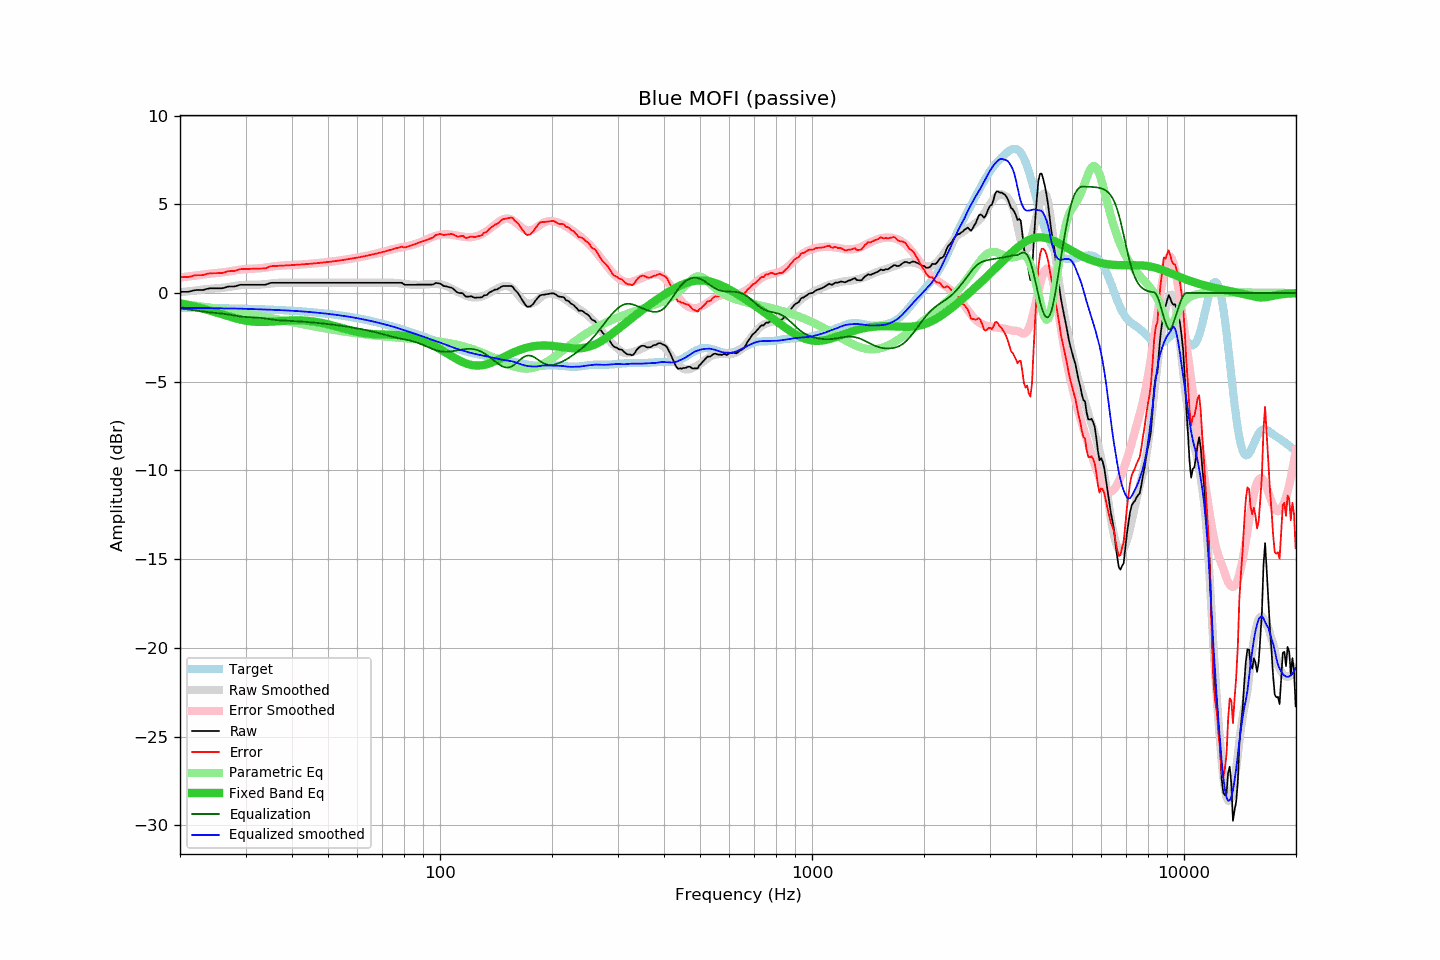 Blue MOFI (passive)
10
5
0
−5
−10
−15
−20
−25
−30
Amplitude (dBr)
Target
Raw Smoothed
Error Smoothed
Raw
Error
Parametric Eq
Fixed Band Eq
Equalization
Equalized smoothed
100 1000 10000
Frequency (Hz)